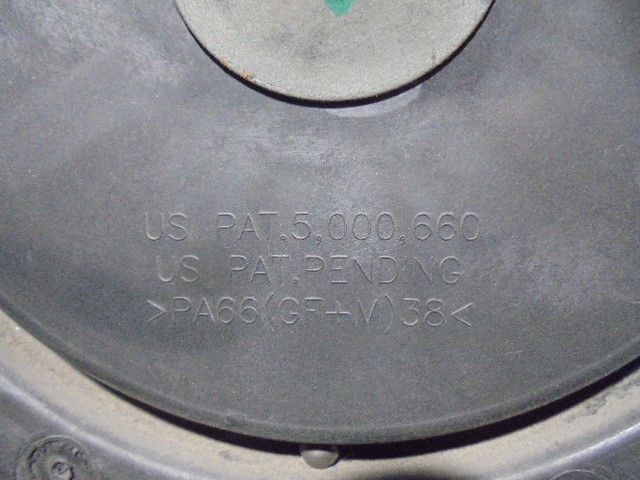 US PAT.5,000,660
US PAT.PENDING
>PA66(GF+M)38<